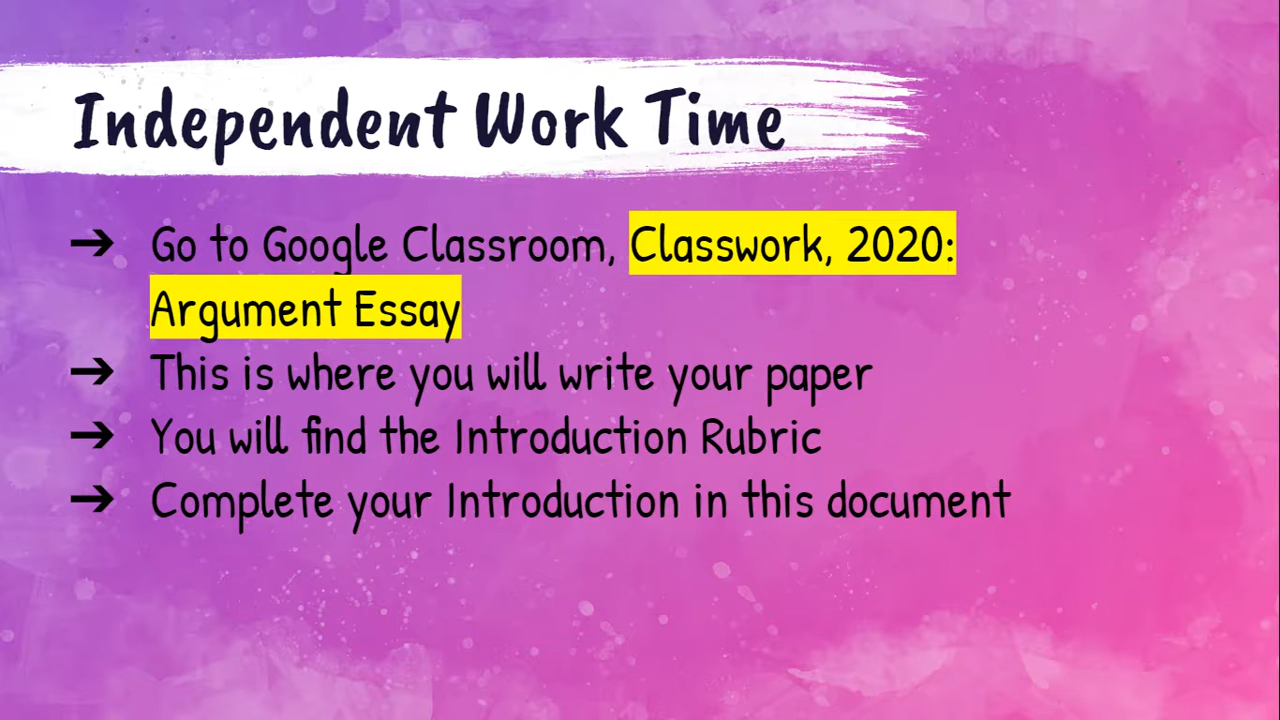 Independent Work Time
➔ Go to Google Classroom, Classwork, 2020:
Argument Essay
➔ This is where you will write your paper
➔ You will find the Introduction Rubric
➔ Complete your Introduction in this document